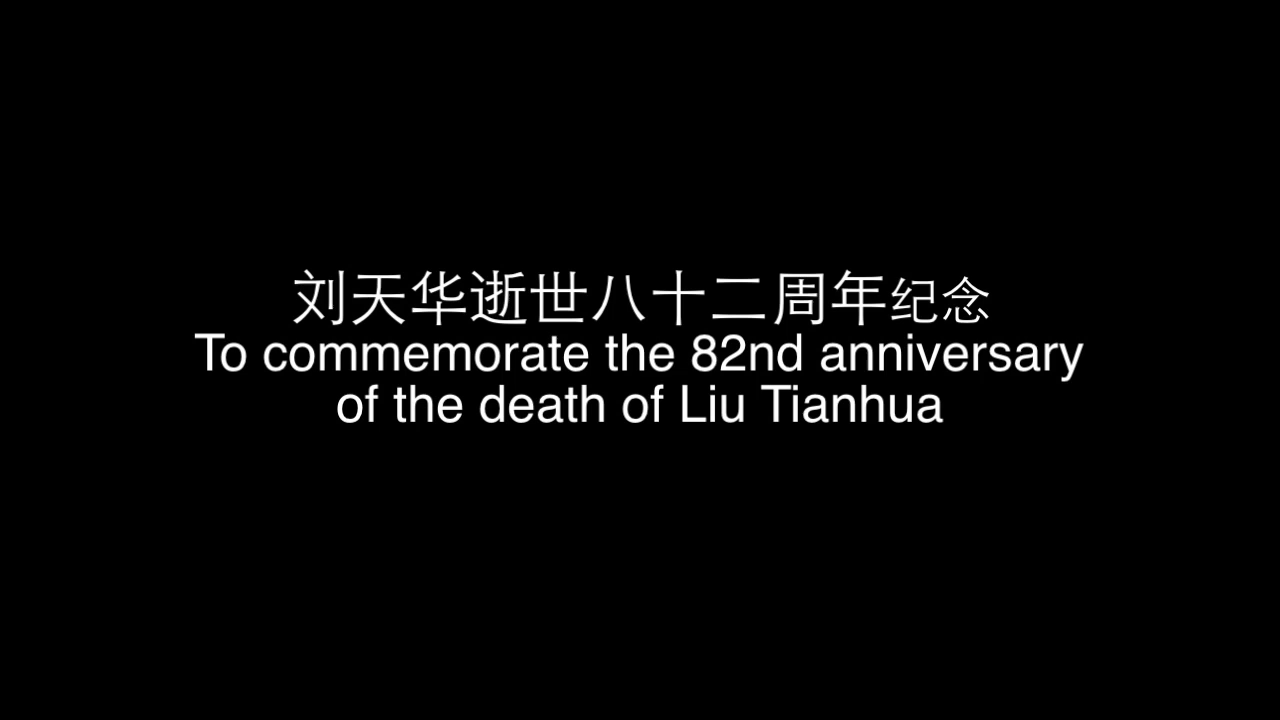 刘天华逝世八十二周年纪念
To commemorate the 82nd anniversary
of the death of Liu Tianhua